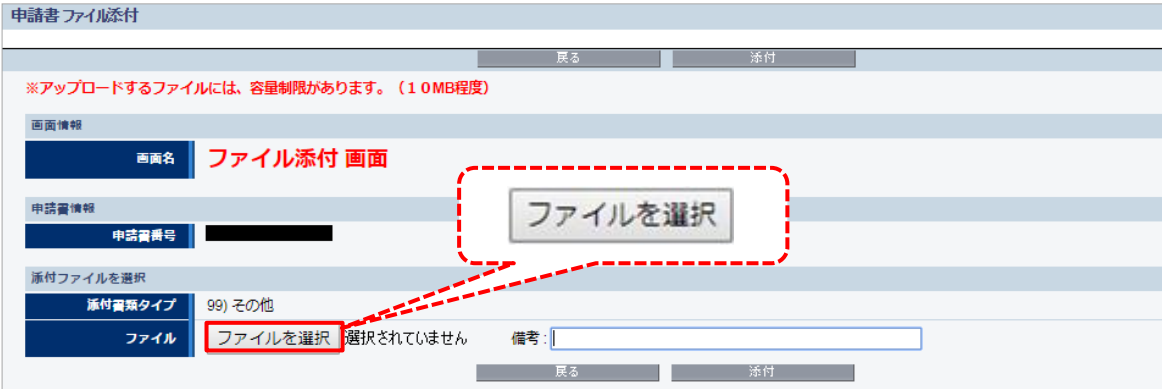 申請書 ファイル添付
戻る 添付
※アップロードするファイルには、容量制限があります。（１０MB程度）
画面情報
画面名 ファイル添付 画面
ファイルを選択
申請書情報
申請書番号
添付ファイルを選択
添付書類タイプ 99) その他
ファイル ファイルを選択 選択されていません 備考 :
戻る 添付